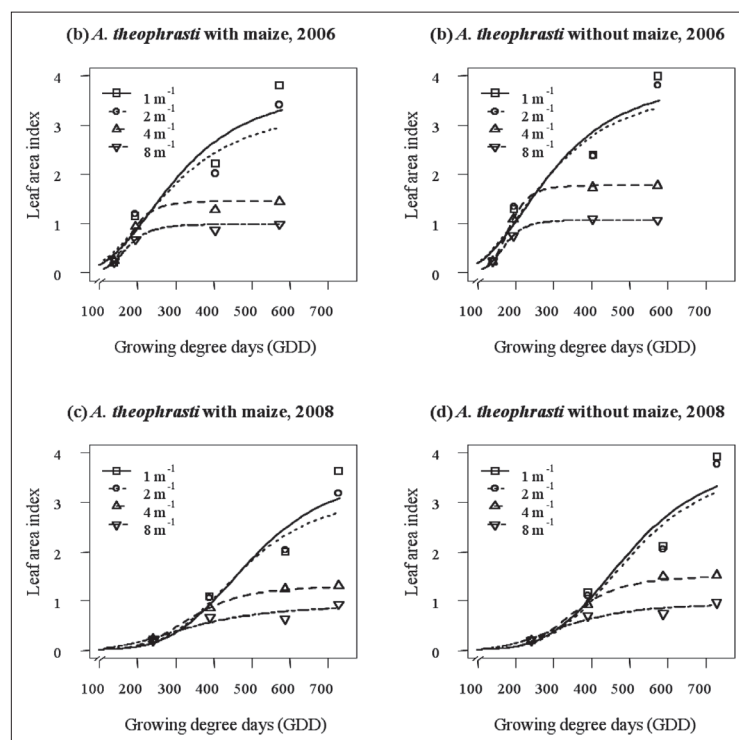 (b) A. theophrasti with maize, 2006
Leaf area index
4
3
2
1
0
1 m-1
2 m-1
4 m-1
8 m-1
100 200 300 400 500 600 700
Growing degree days (GDD)
(b) A. theophrasti without maize, 2006
Leaf area index
4
3
2
1
0
1 m-1
2 m-1
4 m-1
8 m-1
100 200 300 400 500 600 700
Growing degree days (GDD)
(c) A. theophrasti with maize, 2008
Leaf area index
4
3
2
1
0
1 m-1
2 m-1
4 m-1
8 m-1
100 200 300 400 500 600 700
Growing degree days (GDD)
(d) A. theophrasti without maize, 2008
Leaf area index
4
3
2
1
0
1 m-1
2 m-1
4 m-1
8 m-1
100 200 300 400 500 600 700
Growing degree days (GDD)